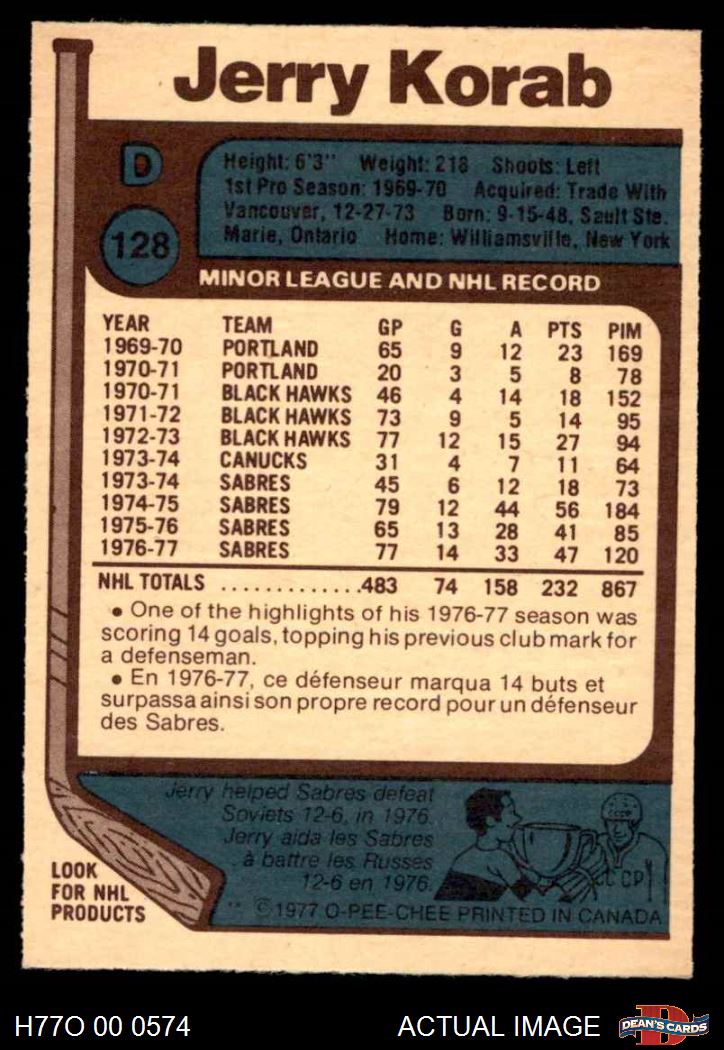 Jerry Korab
D
128
Height: 6'3" Weight: 218 Shoots: Left
1st Pro Season: 1969-70 Acquired: Trade With
Vancouver, 12-27-73 Born: 9-15-48, Sault Ste.
Marie, Ontario Home: Williamsville, New York
MINOR LEAGUE AND NHL RECORD
YEAR TEAM GP G A PTS PIM
1969-70 PORTLAND 65 9 12 23 169
1970-71 PORTLAND 20 3 5 8 78
1970-71 BLACK HAWKS 46 4 14 18 152
1971-72 BLACK HAWKS 73 9 5 14 95
1972-73 BLACK HAWKS 77 12 15 27 94
1973-74 CANUCKS 31 4 7 11 64
1973-74 SABRES 45 6 12 18 73
1974-75 SABRES 79 12 44 56 184
1975-76 SABRES 65 13 28 41 85
1976-77 SABRES 77 14 33 47 120
NHL TOTALS .............483 74 158 232 867
• One of the highlights of his 1976-77 season was
scoring 14 goals, topping his previous club mark for
a defenseman.
• En 1976-77, ce défenseur marqua 14 buts et
surpassa ainsi son propre record pour un défenseur
des Sabres.
Jerry helped Sabres defeat
Soviets 12-6, in 1976.
Jerry aida les Sabres
à battre les Russes
12-6 en 1976.
CCCP
LOOK
FOR NHL
PRODUCTS
** ©1977 O-PEE-CHEE PRINTED IN CANADA
H77O 00 0574 ACTUAL IMAGE DEAN'S CARDS